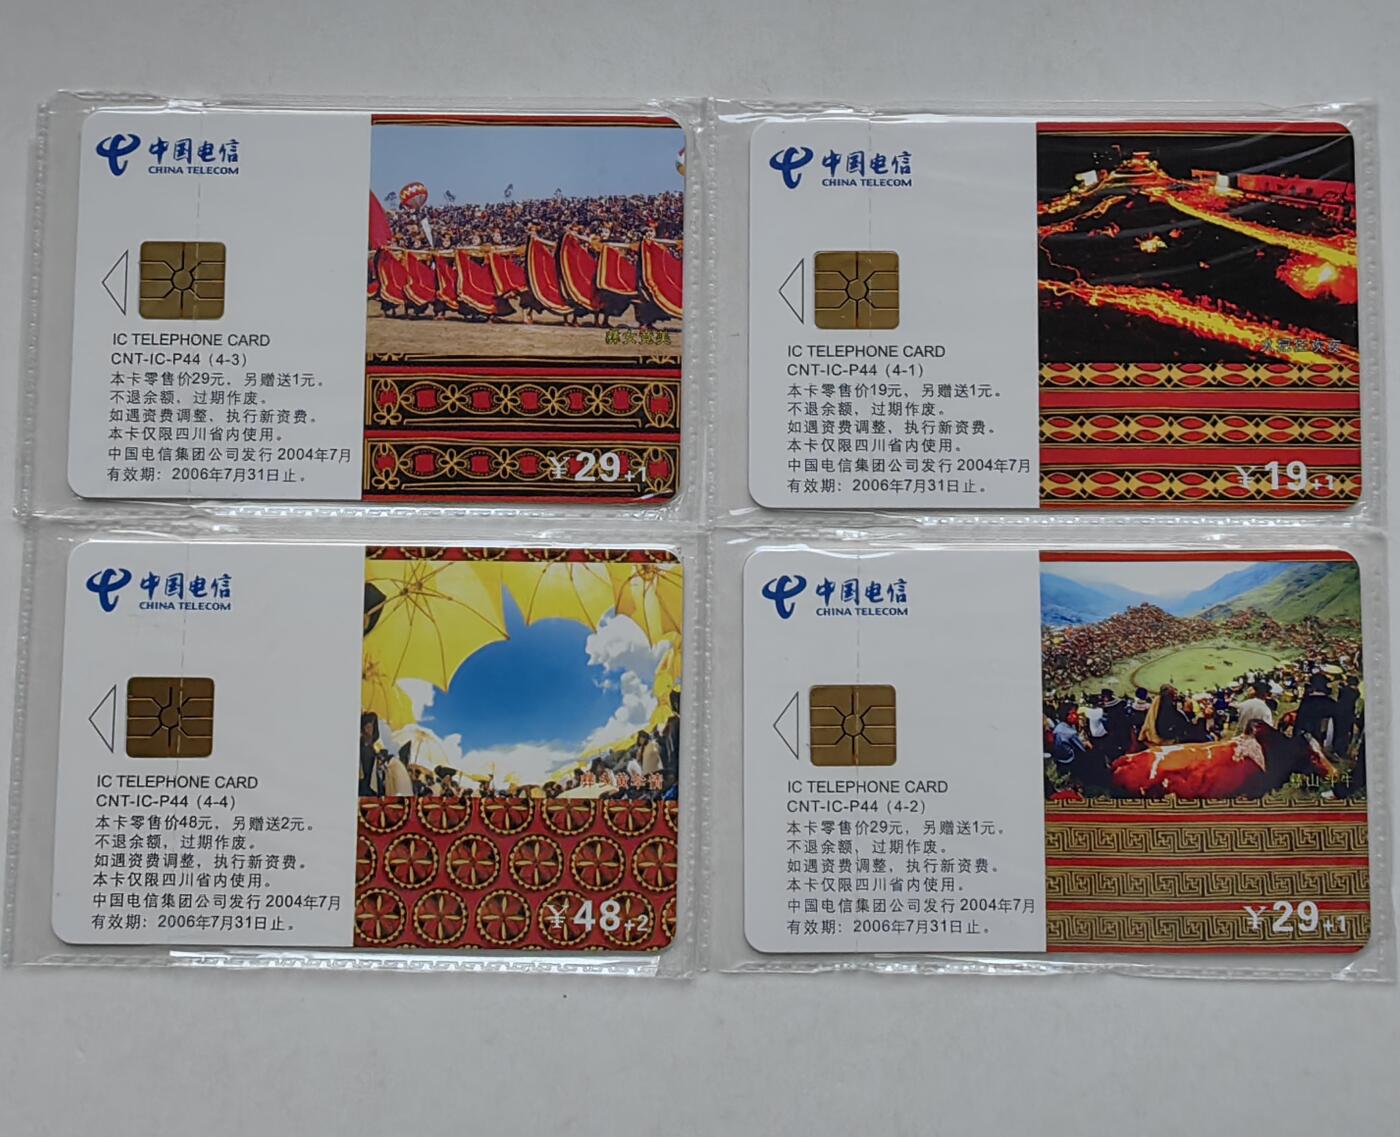 中国电信
CHINA TELECOM
IC TELEPHONE CARD
CNT-IC-P44（4-3）
本卡零售价29元，另赠送1元。
不退余额，过期作废。
如遇资费调整，执行新资费。
本卡仅限四川省内使用。
中国电信集团公司发行 2004年7月
有效期：2006年7月31日止。
彝女竞美
¥29+1
中国电信
CHINA TELECOM
IC TELEPHONE CARD
CNT-IC-P44（4-1）
本卡零售价19元，另赠送1元。
不退余额，过期作废。
如遇资费调整，执行新资费。
本卡仅限四川省内使用。
中国电信集团公司发行 2004年7月
有效期：2006年7月31日止。
¥19+1
中国电信
CHINA TELECOM
IC TELEPHONE CARD
CNT-IC-P44（4-4）
本卡零售价48元，另赠送2元。
不退余额，过期作废。
如遇资费调整，执行新资费。
本卡仅限四川省内使用。
中国电信集团公司发行 2004年7月
有效期：2006年7月31日止。
¥48+2
中国电信
CHINA TELECOM
IC TELEPHONE CARD
CNT-IC-P44（4-2）
本卡零售价29元，另赠送1元。
不退余额，过期作废。
如遇资费调整，执行新资费。
本卡仅限四川省内使用。
中国电信集团公司发行 2004年7月
有效期：2006年7月31日止。
彝山斗牛
¥29+1